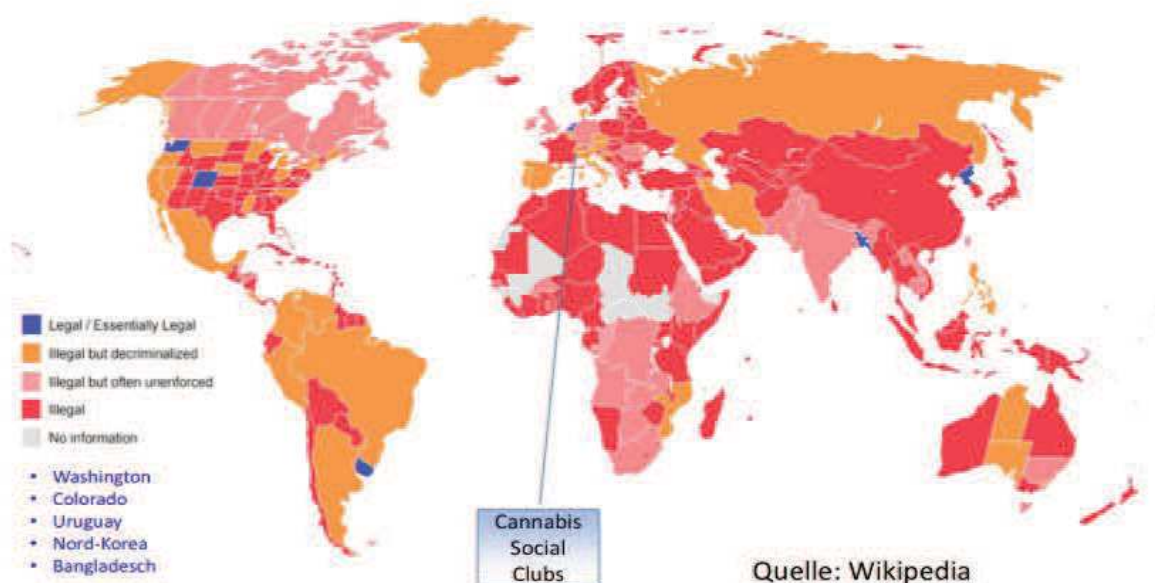 Legal / Essentially Legal
Illegal but decriminalized
Illegal but often unenforced
Illegal
No information
• Washington
• Colorado
• Uruguay
• Nord-Korea
• Bangladesch
Cannabis
Social
Clubs
Quelle: Wikipedia